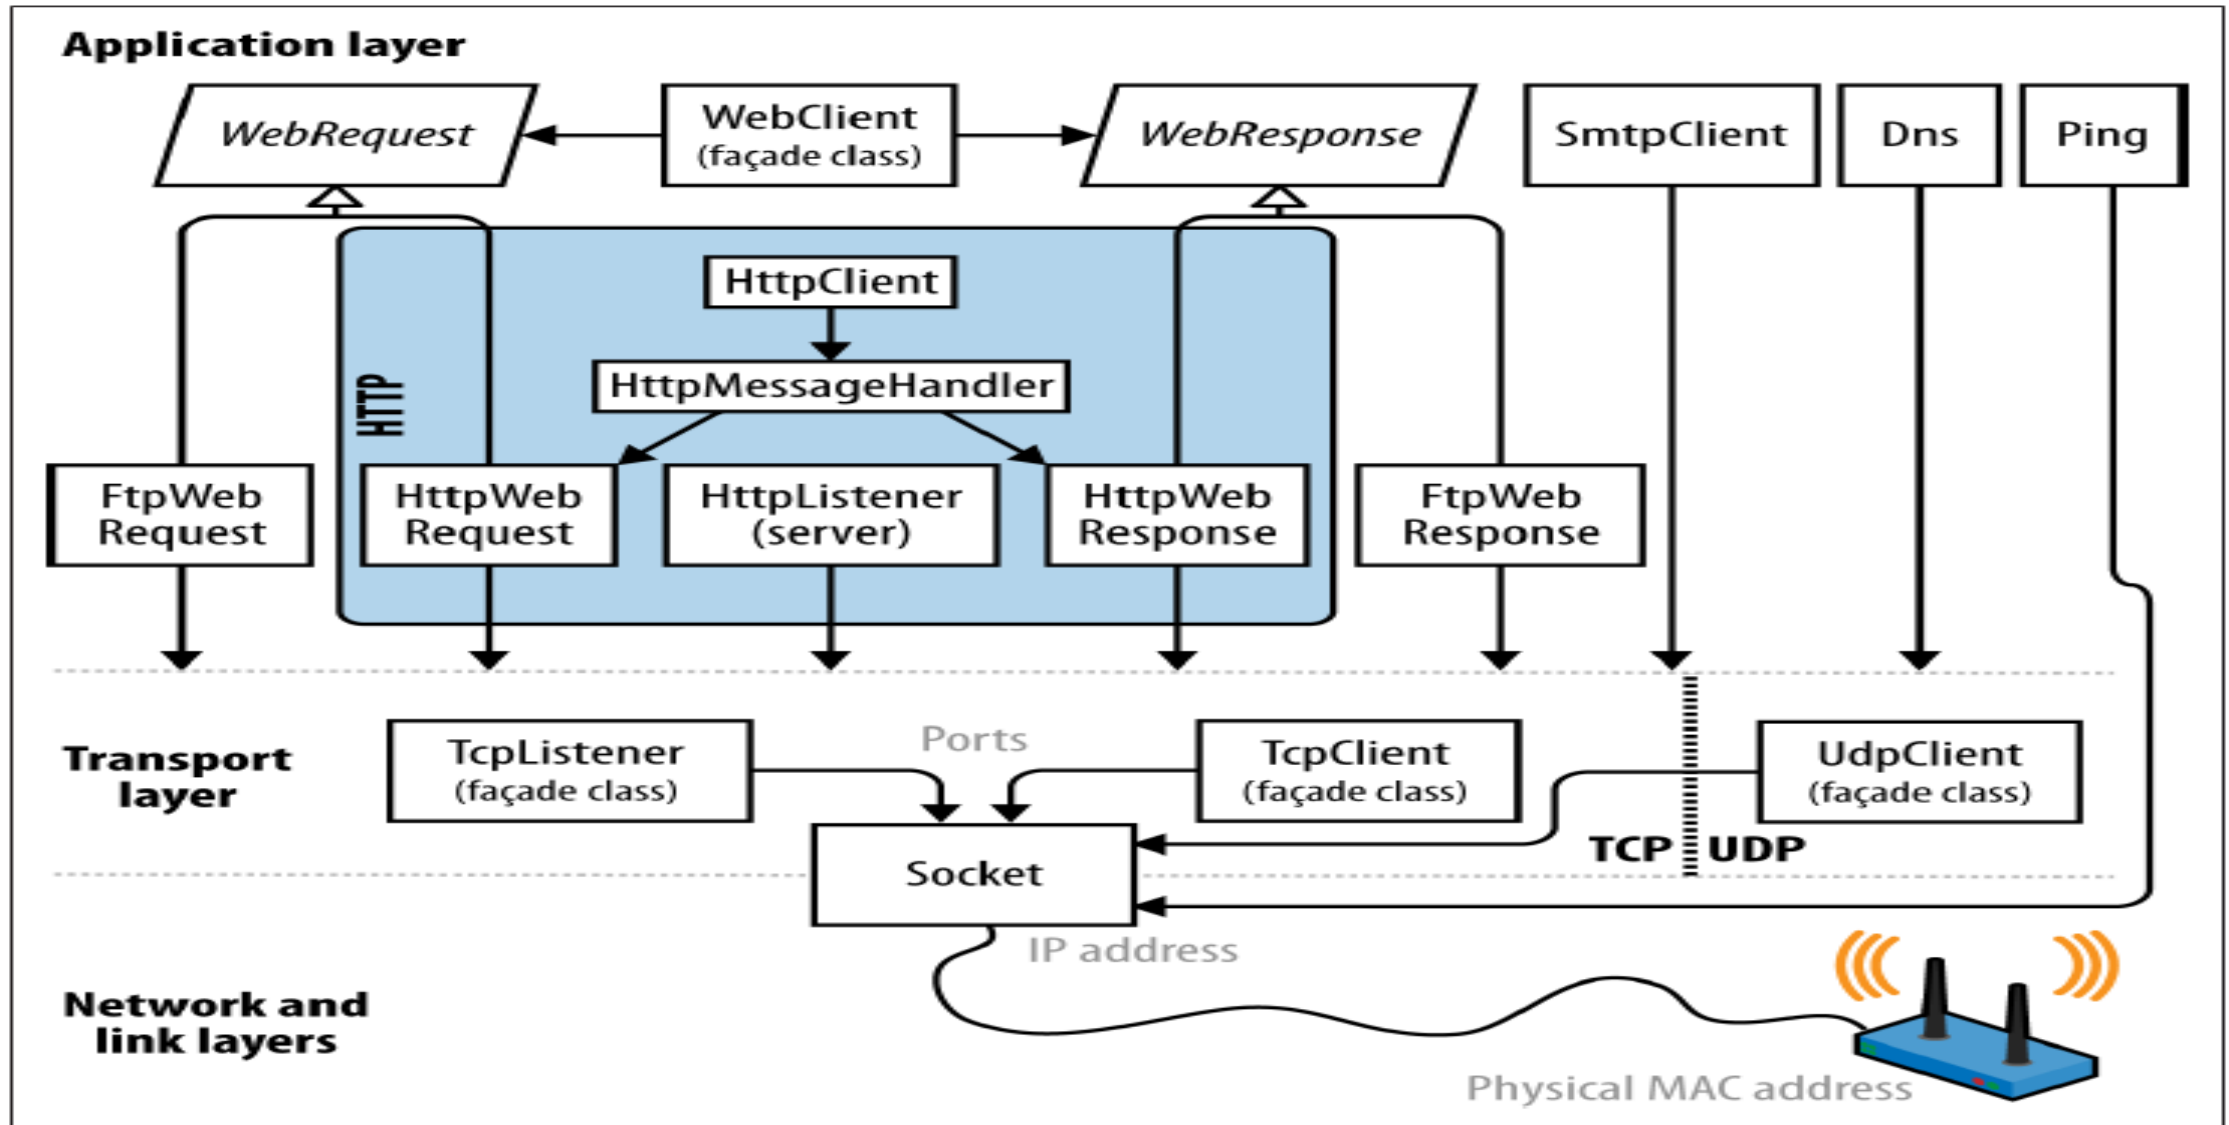 Application layer
WebRequest
WebClient
(façade class)
WebResponse
SmtpClient
Dns
Ping
HttpClient
HttpMessageHandler
HTTP
FtpWeb
Request
HttpWeb
Request
HttpListener
(server)
HttpWeb
Response
FtpWeb
Response
Transport
layer
TcpListener
(façade class)
Ports
TcpClient
(façade class)
UdpClient
(façade class)
TCP
UDP
Socket
IP address
Network and
link layers
Physical MAC address